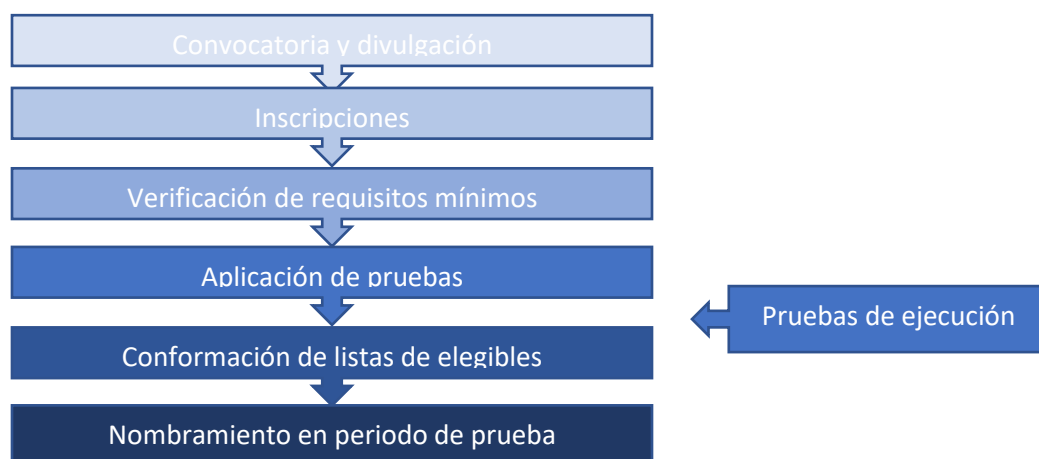 Convocatoria y divulgación
Inscripciones
Verificación de requisitos mínimos
Aplicación de pruebas
Pruebas de ejecución
Conformación de listas de elegibles
Nombramiento en periodo de prueba